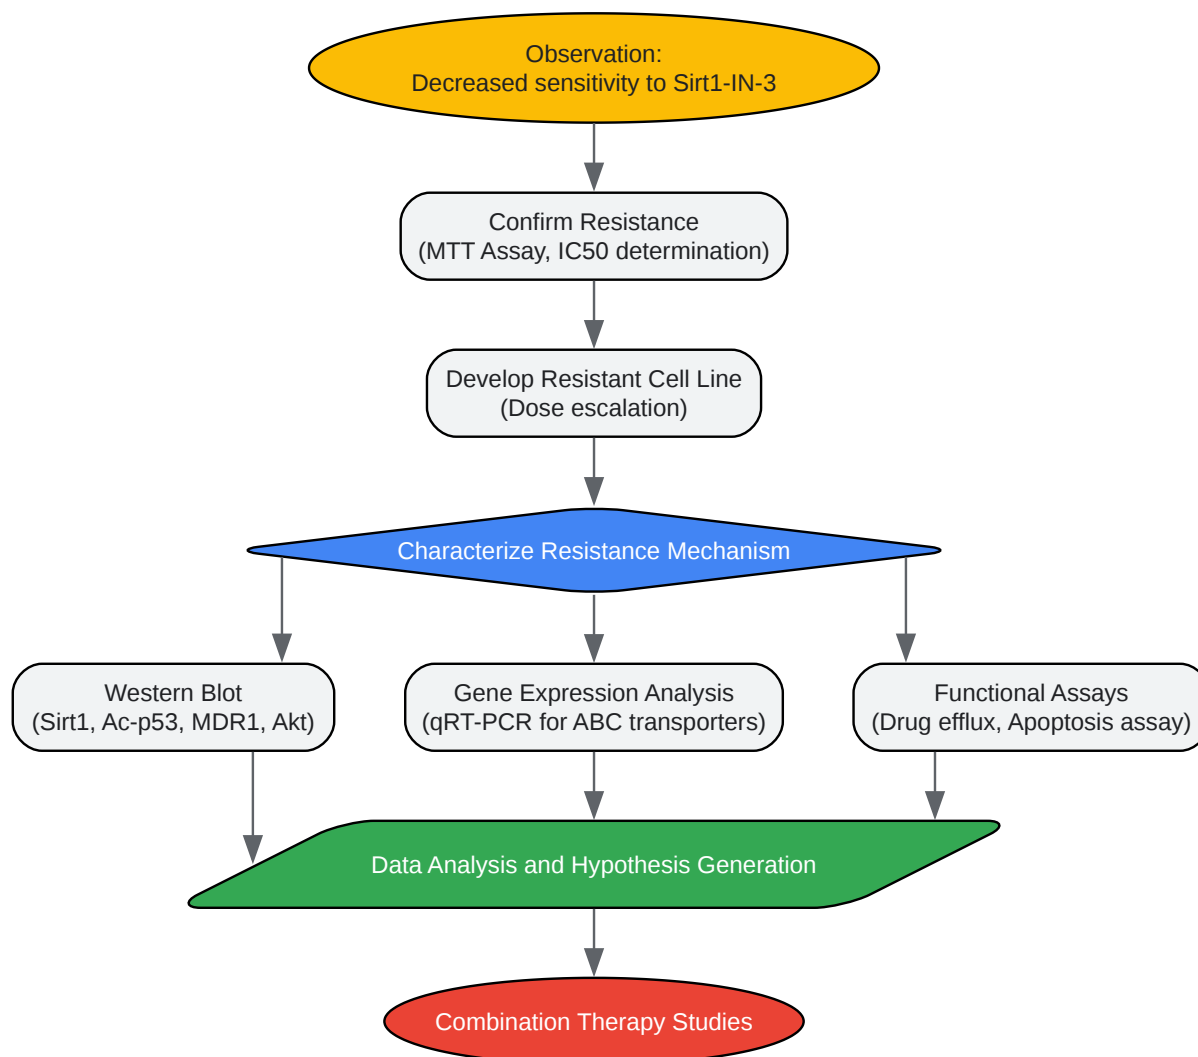 Observation:
Decreased sensitivity to Sirt1-IN-3
Confirm Resistance
(MTT Assay, IC50 determination)
Develop Resistant Cell Line
(Dose escalation)
Characterize Resistance Mechanism
Western Blot
(Sirt1, Ac-p53, MDR1, Akt)
Gene Expression Analysis
(qRT-PCR for ABC transporters)
Functional Assays
(Drug efflux, Apoptosis assay)
Data Analysis and Hypothesis Generation
Combination Therapy Studies